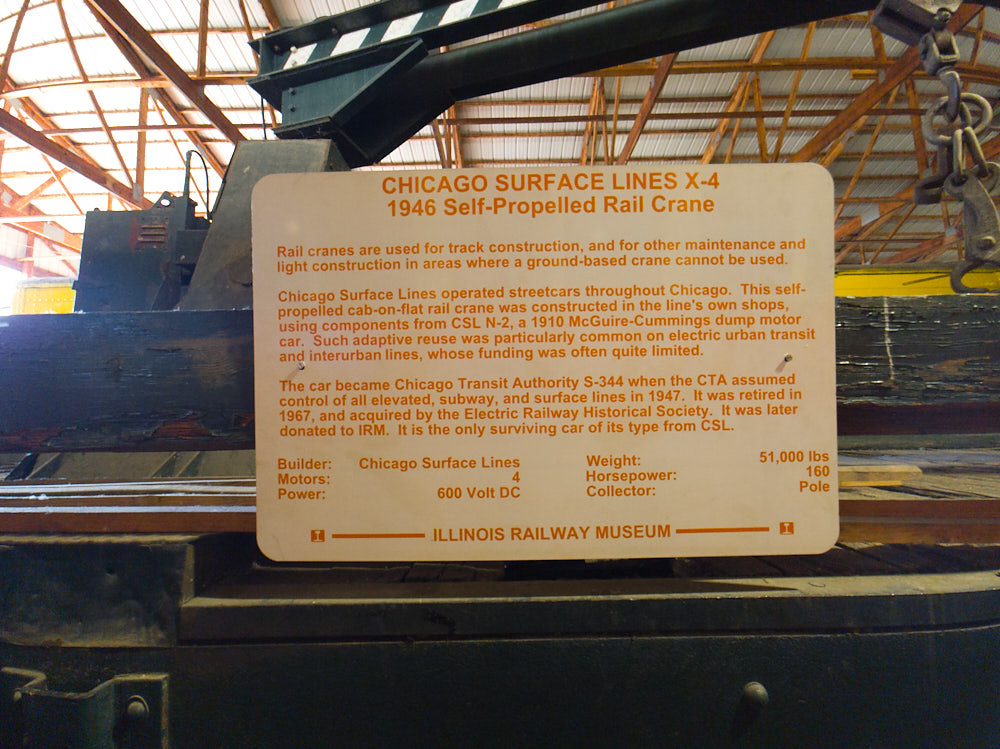 CHICAGO SURFACE LINES X-4
1946 Self-Propelled Rail Crane
Rail cranes are used for track construction, and for other maintenance and
light construction in areas where a ground-based crane cannot be used.
Chicago Surface Lines operated streetcars throughout Chicago. This self-
propelled cab-on-flat rail crane was constructed in the line's own shops,
using components from CSL N-2, a 1910 McGuire-Cummings dump motor
car. Such adaptive reuse was particularly common on electric urban transit
and interurban lines, whose funding was often quite limited.
The car became Chicago Transit Authority S-344 when the CTA assumed
control of all elevated, subway, and surface lines in 1947. It was retired in
1967, and acquired by the Electric Railway Historical Society. It was later
donated to IRM. It is the only surviving car of its type from CSL.
Builder: Chicago Surface Lines Weight: 51,000 lbs
Motors: 4 Horsepower: 160
Power: 600 Volt DC Collector: Pole
ILLINOIS RAILWAY MUSEUM